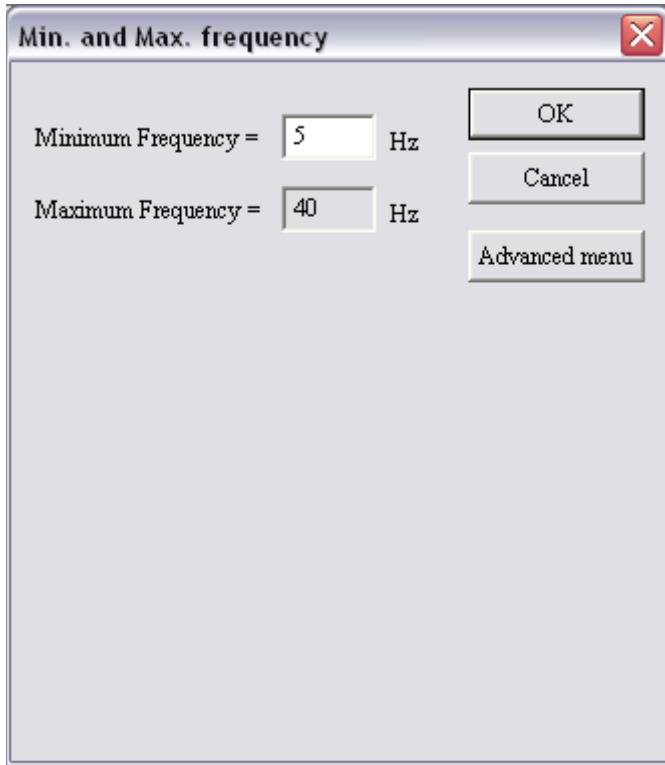 Min. and Max. frequency
Minimum Frequency = 5 Hz
OK
Cancel
Maximum Frequency = 40 Hz
Advanced menu